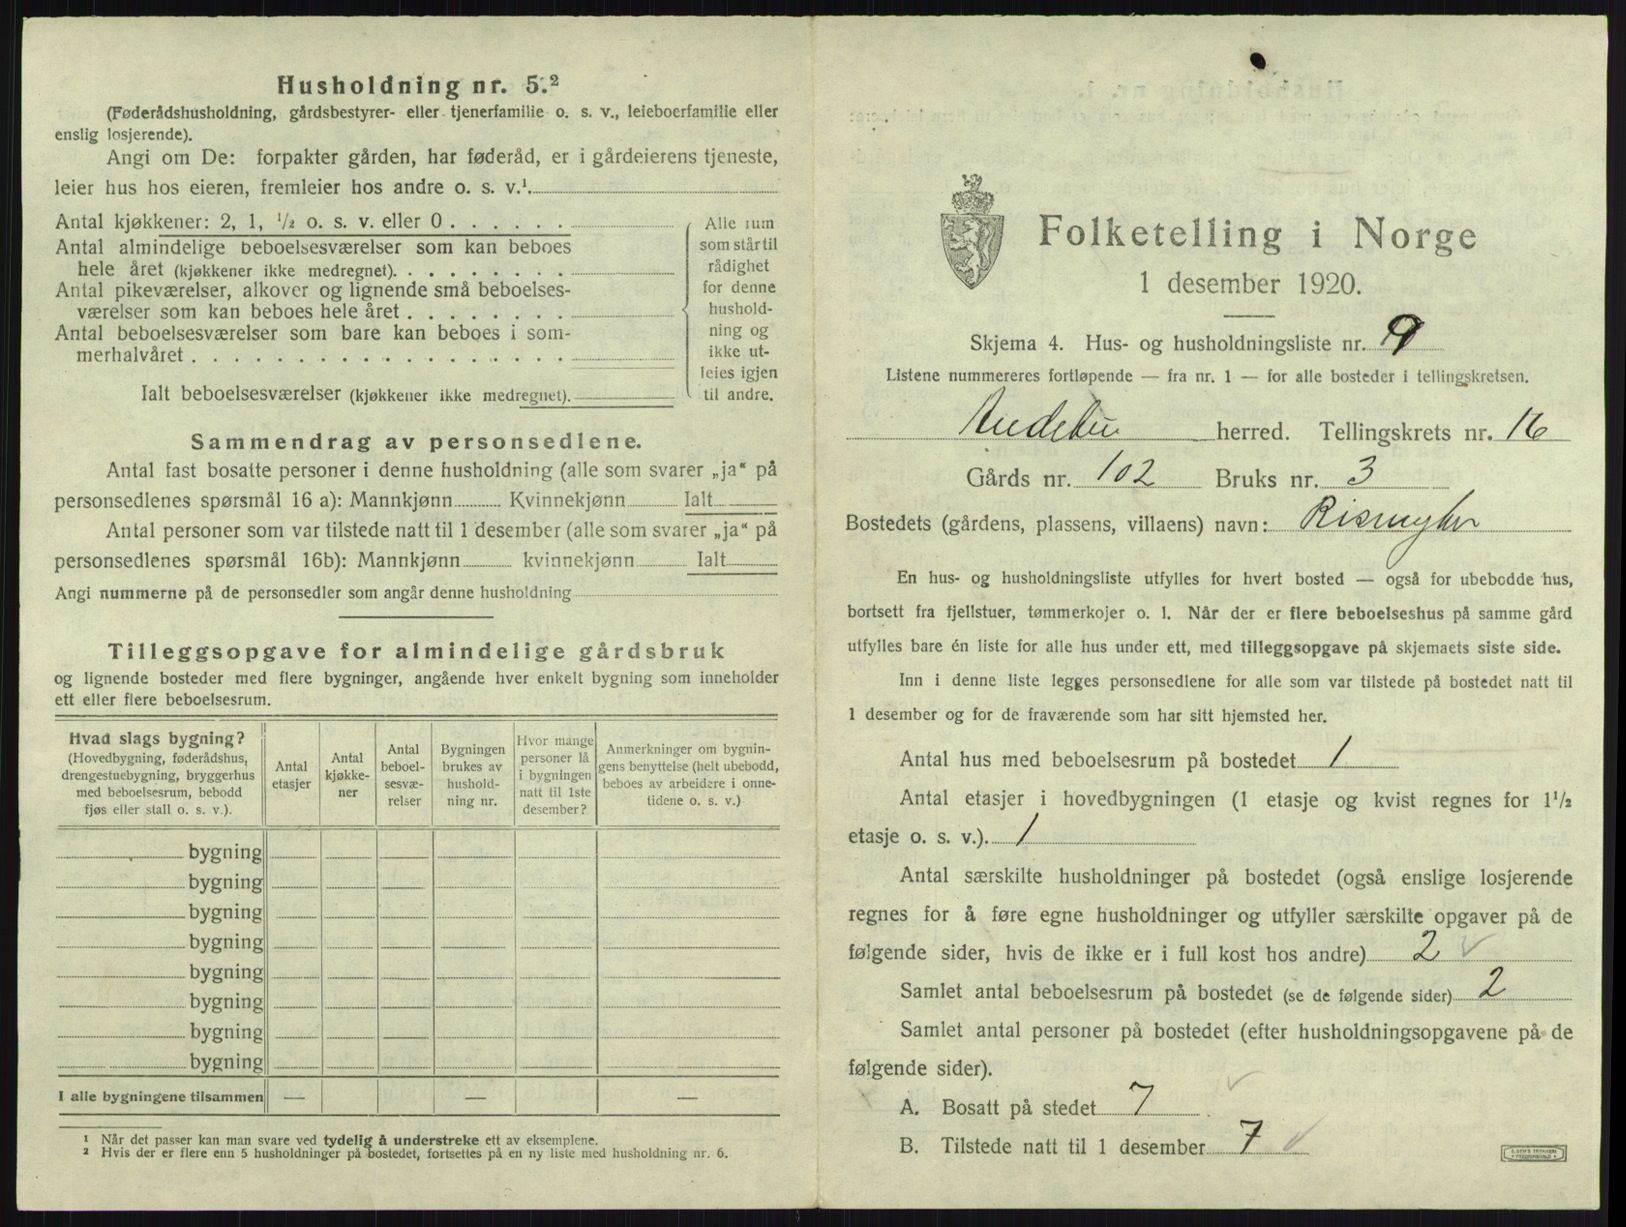 Husholdning nr. 5.²
(Føderådshusholdning, gårdsbestyrer- eller tjenerfamilie o. s. v., leieboerfamilie eller
enslig losjerende).
Angi om De: forpakter gården, har føderåd, er i gårdeierens tjeneste,
leier hus hos eieren, fremleier hos andre o. s. v.¹
Antal kjøkkener: 2, 1, ½ o. s. v. eller 0 . . . . . .
Antal almindelige beboelsesværelser som kan beboes
hele året (kjøkkener ikke medregnet). . . . . . . . .
Antal pikeværelser, alkover og lignende små beboelses-
værelser som kan beboes hele året . . . . . . . .
Antal beboelsesværelser som bare kan beboes i som-
merhalvåret . . . . . . . . . . . . . . . . . .
Ialt beboelsesværelser (kjøkkener ikke medregnet).
Alle rum
som står til
rådighet
for denne
hushold-
ning og
ikke ut-
leies igjen
til andre.
Sammendrag av personsedlene.
Antal fast bosatte personer i denne husholdning (alle som svarer „ja“ på
personsedlenes spørsmål 16 a): Mannkjønn Kvinnekjønn Ialt
Antal personer som var tilstede natt til 1 desember (alle som svarer „ja“ på
personsedlenes spørsmål 16b): Mannkjønn kvinnekjønn Ialt
Angi nummerne på de personsedler som angår denne husholdning
Tilleggsopgave for almindelige gårdsbruk
og lignende bosteder med flere bygninger, angående hver enkelt bygning som inneholder
ett eller flere beboelsesrum.
Hvad slags bygning?
(Hovedbygning, føderådshus,
drengestuebygning, bryggerhus
med beboelsesrum, bebodd
fjøs eller stall o. s. v.).
Antal
etasjer
Antal
kjøkke-
ner
Antal
beboel-
sesvæ-
relser
Bygningen
brukes av
hushold-
ning nr.
Hvor mange
personer lå
i bygningen
natt til 1ste
desember?
Anmerkninger om bygnin-
gens benyttelse (helt ubebodd,
beboes av arbeidere i onne-
tidene o. s. v.)
bygning
bygning
bygning
bygning
bygning
bygning
bygning
bygning
I alle bygningene tilsammen — — —
¹ Når det passer kan man svare ved tydelig å understreke ett av eksemplene.
² Hvis der er flere enn 5 husholdninger på bostedet, fortsettes på en ny liste med husholdning nr. 6.
Folketelling i Norge
1 desember 1920.
Skjema 4. Hus- og husholdningsliste nr. 9
Listene nummereres fortløpende — fra nr. 1 — for alle bosteder i tellingskretsen.
Andebu herred. Tellingskrets nr. 16
Gårds nr. 102 Bruks nr. 3
Bostedets (gårdens, plassens, villaens) navn: Rismyhr
En hus- og husholdningsliste utfylles for hvert bosted — også for ubebodde hus,
bortsett fra fjellstuer, tømmerkojer o. l. Når der er flere beboelseshus på samme gård
utfylles bare én liste for alle hus under ett, med tilleggsopgave på skjemaets siste side.
Inn i denne liste legges personsedlene for alle som var tilstede på bostedet natt til
1 desember og for de fraværende som har sitt hjemsted her.
Antal hus med beboelsesrum på bostedet 1
Antal etasjer i hovedbygningen (1 etasje og kvist regnes for 1½
etasje o. s. v.). 1
Antal særskilte husholdninger på bostedet (også enslige losjerende
regnes for å føre egne husholdninger og utfyller særskilte opgaver på de
følgende sider, hvis de ikke er i full kost hos andre) 2
Samlet antal beboelsesrum på bostedet (se de følgende sider) 2
Samlet antal personer på bostedet (efter husholdningsopgavene på de
følgende sider).
A. Bosatt på stedet 7
B. Tilstede natt til 1 desember 7